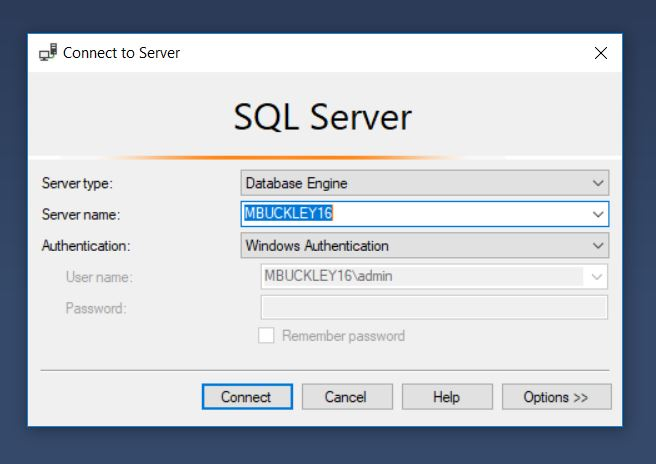 Connect to Server
SQL Server
Server type: Database Engine
Server name: MBUCKLEY16
Authentication: Windows Authentication
User name: MBUCKLEY16\admin
Password:
Remember password
Connect Cancel Help Options >>